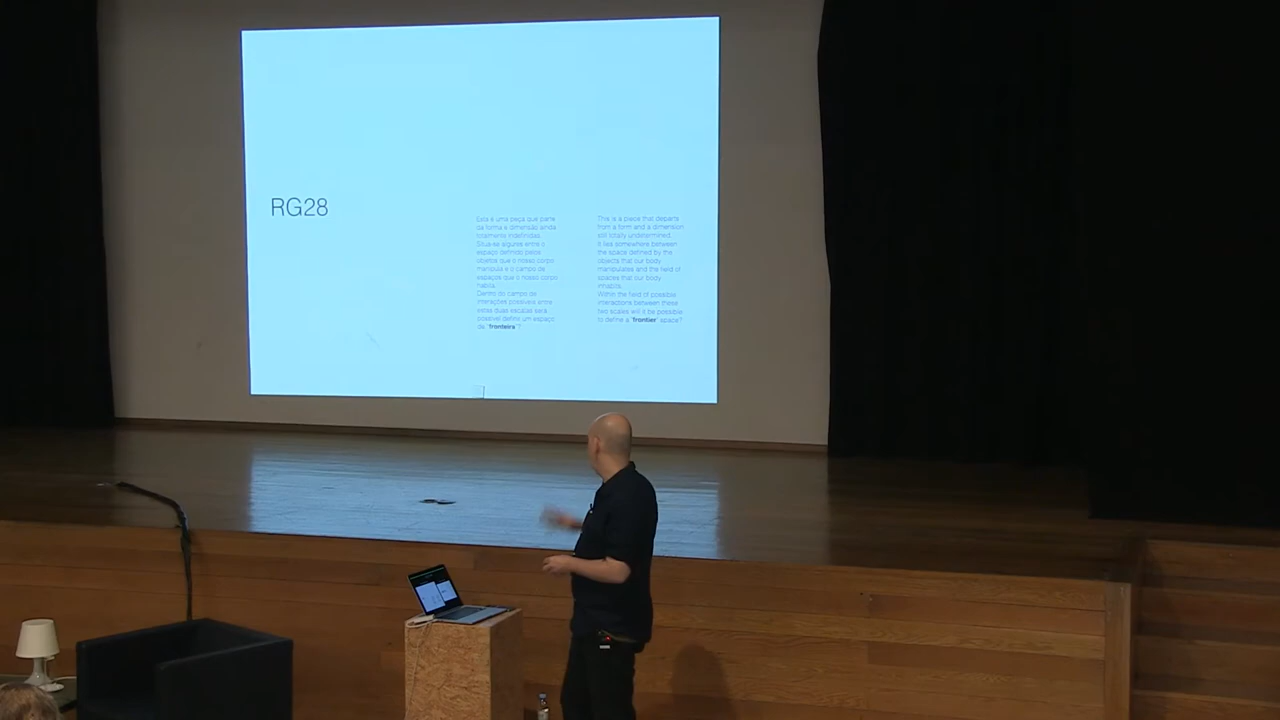 RG28
Esta é uma peça que parte
da forma e dimensão ainda
totalmente indefinidas.
Situa-se algures entre o
espaço definido pelos
objetos que o nosso corpo
manipula e o campo de
espaços que o nosso corpo
habita.
Dentro do campo de
interações possíveis entre
estas duas escalas será
possível definir um espaço
de 'fronteira'?
This is a piece that departs
from a form and a dimension
still totally undetermined.
It lies somewhere between
the space defined by the
objects that our body
manipulates and the field of
spaces that our body
inhabits.
Within the field of possible
interactions between these
two scales will it be possible
to define a 'frontier' space?